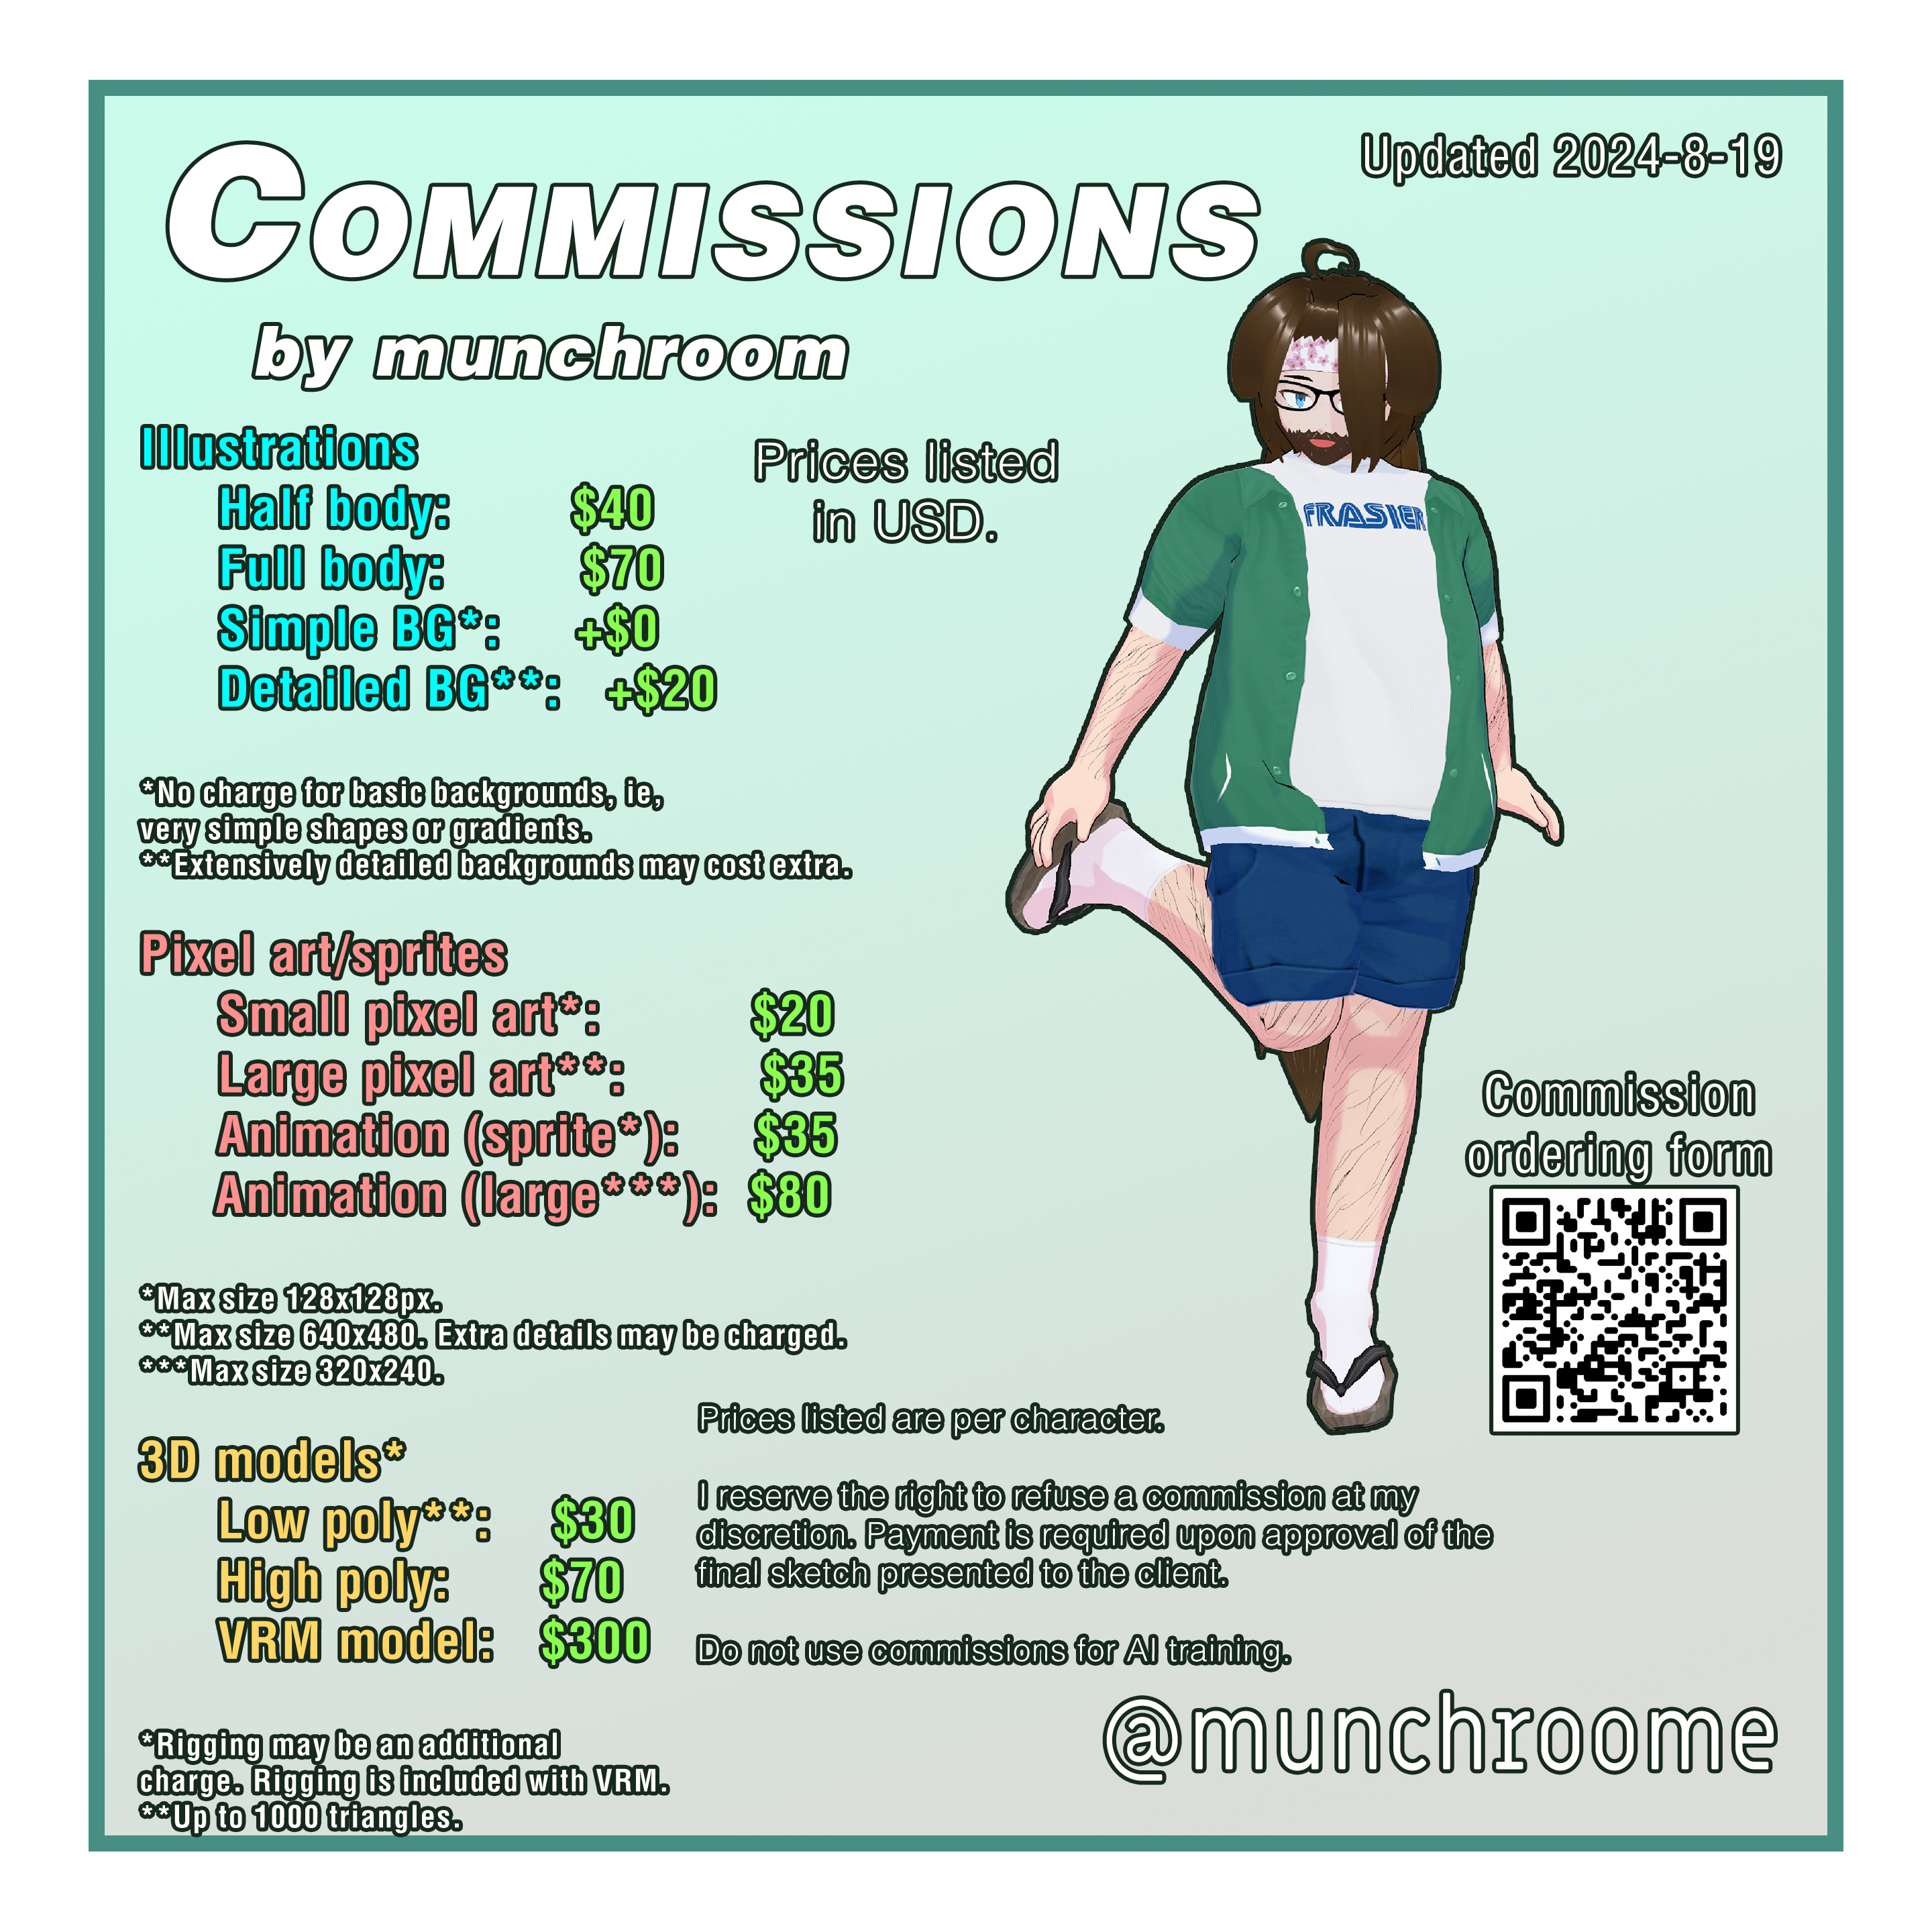 Commissions
Updated 2024-8-19
by munchroom
Illustrations
Half body: $40
Full body: $70
Simple BG*: +$0
Detailed BG**: +$20
Prices listed
in USD.
FRASIER
*No charge for basic backgrounds, ie,
very simple shapes or gradients.
**Extensively detailed backgrounds may cost extra.
Pixel art/sprites
Small pixel art*: $20
Large pixel art**: $35
Animation (sprite*): $35
Animation (large***): $80
*Max size 128x128px.
**Max size 640x480. Extra details may be charged.
***Max size 320x240.
Commission
ordering form
3D models*
Low poly**: $30
High poly: $70
VRM model: $300
*Rigging may be an additional
charge. Rigging is included with VRM.
**Up to 1000 triangles.
Prices listed are per character.
I reserve the right to refuse a commission at my
discretion. Payment is required upon approval of the
final sketch presented to the client.
Do not use commissions for AI training.
@munchroome